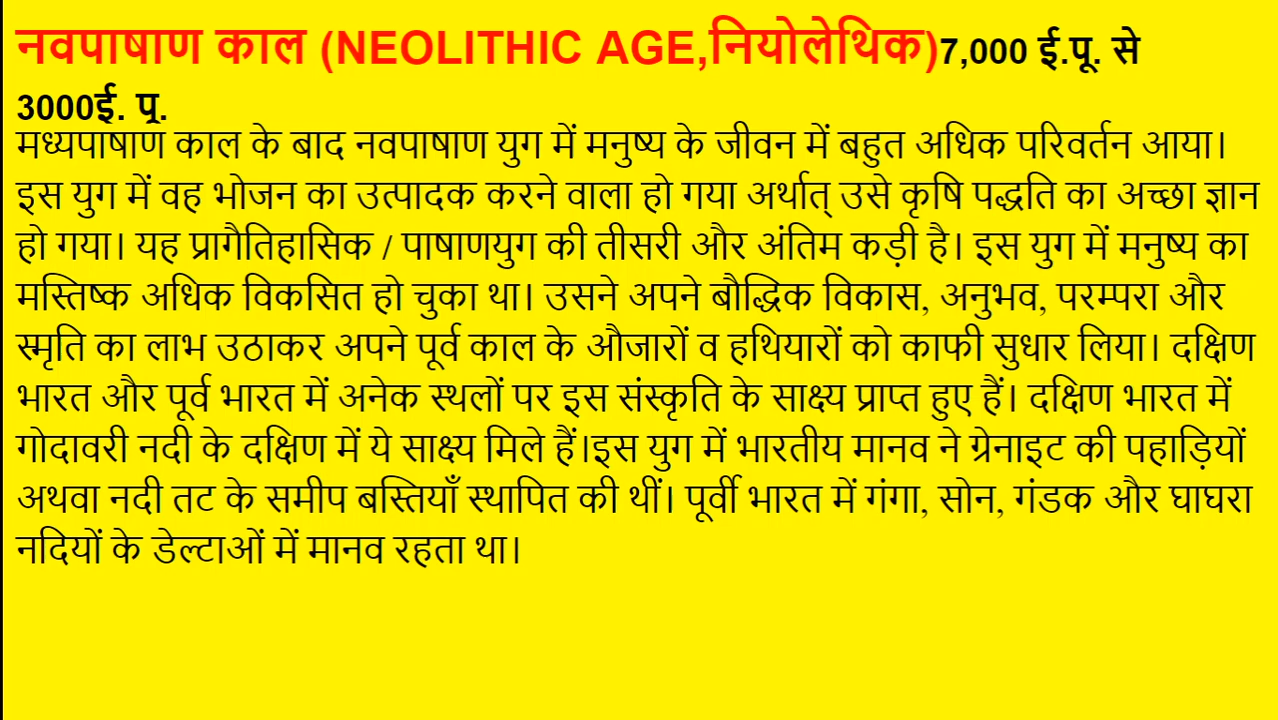 नवपाषाण काल (NEOLITHIC AGE,नियोलेथिक)7,000 ई.पू. से
3000ई. पू.
मध्यपाषाण काल के बाद नवपाषाण युग में मनुष्य के जीवन में बहुत अधिक परिवर्तन आया।
इस युग में वह भोजन का उत्पादक करने वाला हो गया अर्थात् उसे कृषि पद्धति का अच्छा ज्ञान
हो गया। यह प्रागैतिहासिक / पाषाणयुग की तीसरी और अंतिम कड़ी है। इस युग में मनुष्य का
मस्तिष्क अधिक विकसित हो चुका था। उसने अपने बौद्धिक विकास, अनुभव, परम्परा और
स्मृति का लाभ उठाकर अपने पूर्व काल के औजारों व हथियारों को काफी सुधार लिया। दक्षिण
भारत और पूर्व भारत में अनेक स्थलों पर इस संस्कृति के साक्ष्य प्राप्त हुए हैं। दक्षिण भारत में
गोदावरी नदी के दक्षिण में ये साक्ष्य मिले हैं।इस युग में भारतीय मानव ने ग्रेनाइट की पहाड़ियों
अथवा नदी तट के समीप बस्तियाँ स्थापित की थीं। पूर्वी भारत में गंगा, सोन, गंडक और घाघरा
नदियों के डेल्टाओं में मानव रहता था।